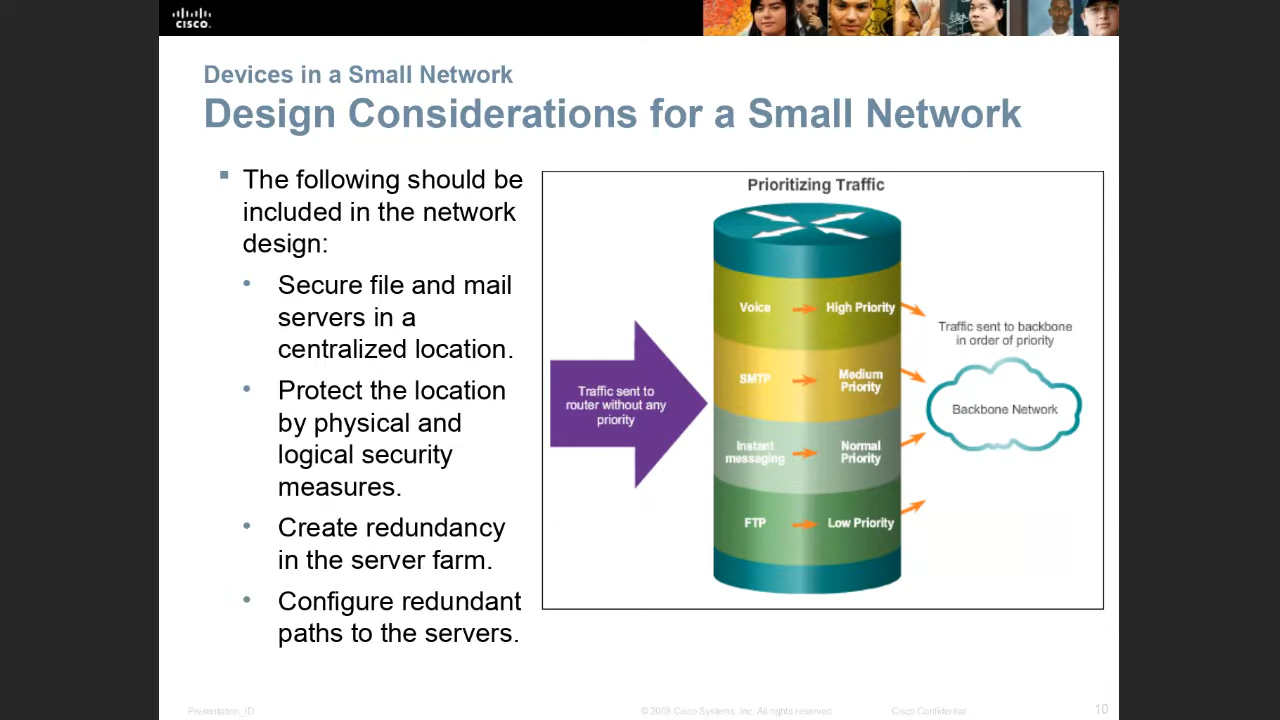 CISCO.
Devices in a Small Network
Design Considerations for a Small Network
The following should be
included in the network
design:
Secure file and mail
servers in a
centralized location.
Protect the location
by physical and
logical security
measures.
Create redundancy
in the server farm.
Configure redundant
paths to the servers.
Prioritizing Traffic
Traffic sent to
router without any
priority
Voice
High Priority
SMTP
Medium
Priority
Instant
messaging
Normal
Priority
FTP
Low Priority
Traffic sent to backbone
in order of priority
Backbone Network
Presentation_ID
© 2008 Cisco Systems, Inc. All rights reserved.
Cisco Confidential
10